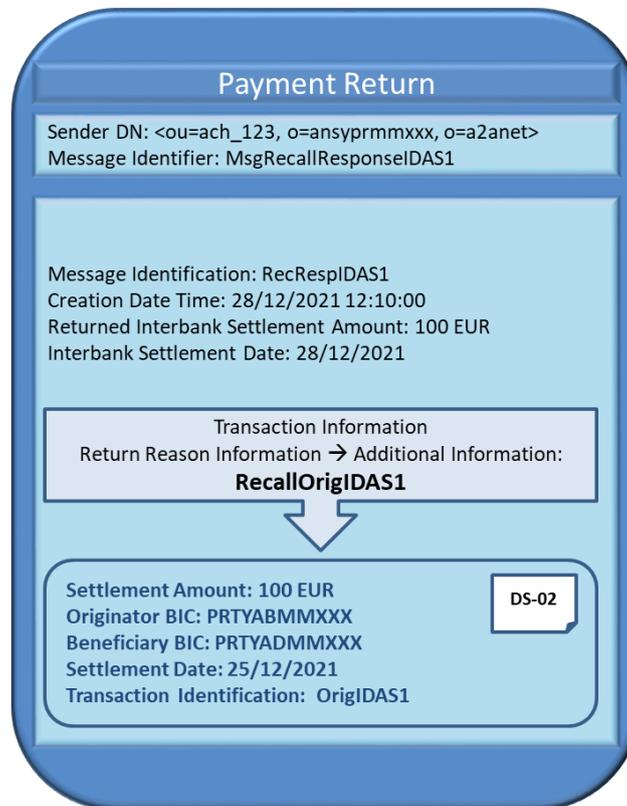 Payment Return
Sender DN: <ou=ach_123, o=ansyprmmxxx, o=a2anet>
Message Identifier: MsgRecallResponseIDAS1
Message Identification: RecRespIDAS1
Creation Date Time: 28/12/2021 12:10:00
Returned Interbank Settlement Amount: 100 EUR
Interbank Settlement Date: 28/12/2021
Transaction Information
Return Reason Information → Additional Information:
RecallOrigIDAS1
Settlement Amount: 100 EUR
DS-02
Originator BIC: PRTYABMMXXX
Beneficiary BIC: PRTYADMMXXX
Settlement Date: 25/12/2021
Transaction Identification: OrigIDAS1